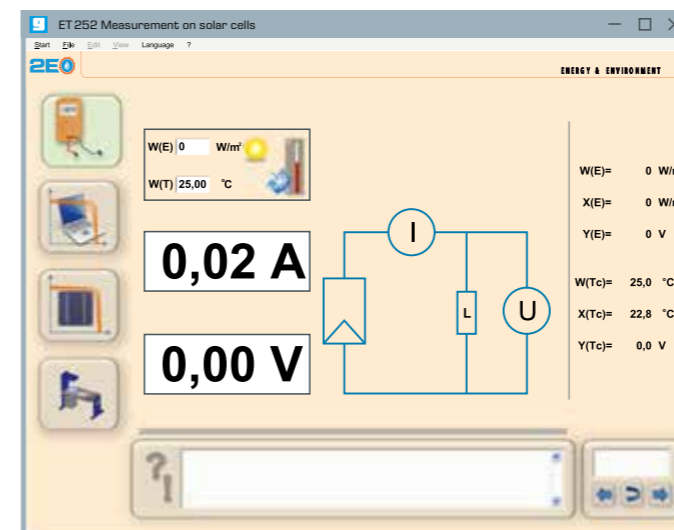 ET 252 Measurement on solar cells
Start File Edit View Language ?
2EO
ENERGY & ENVIRONMENT
W(E) 0 W/m²
W(T) 25,00 °C
0,02 A
0,00 V
I
L
U
W(E)= 0 W/
X(E)= 0 W/
Y(E)= 0 V
W(Tc)= 25,0 °C
X(Tc)= 22,8 °C
Y(Tc)= 0,0 V
?!